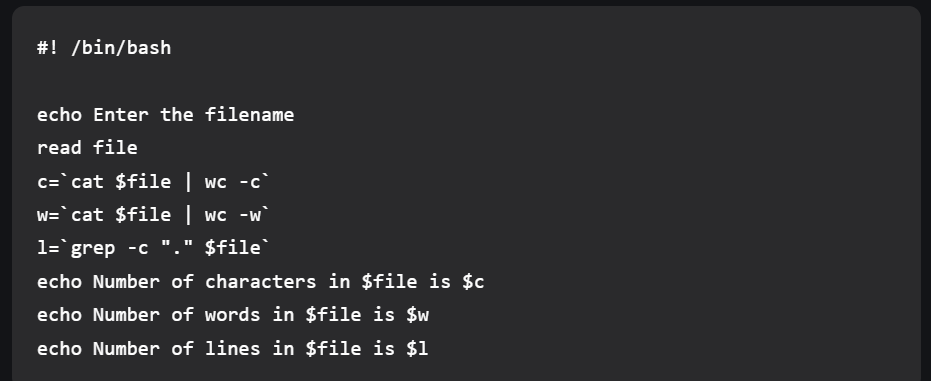 #! /bin/bash
echo Enter the filename
read file
c=`cat $file | wc -c`
w=`cat $file | wc -w`
l=`grep -c "." $file`
echo Number of characters in $file is $c
echo Number of words in $file is $w
echo Number of lines in $file is $l